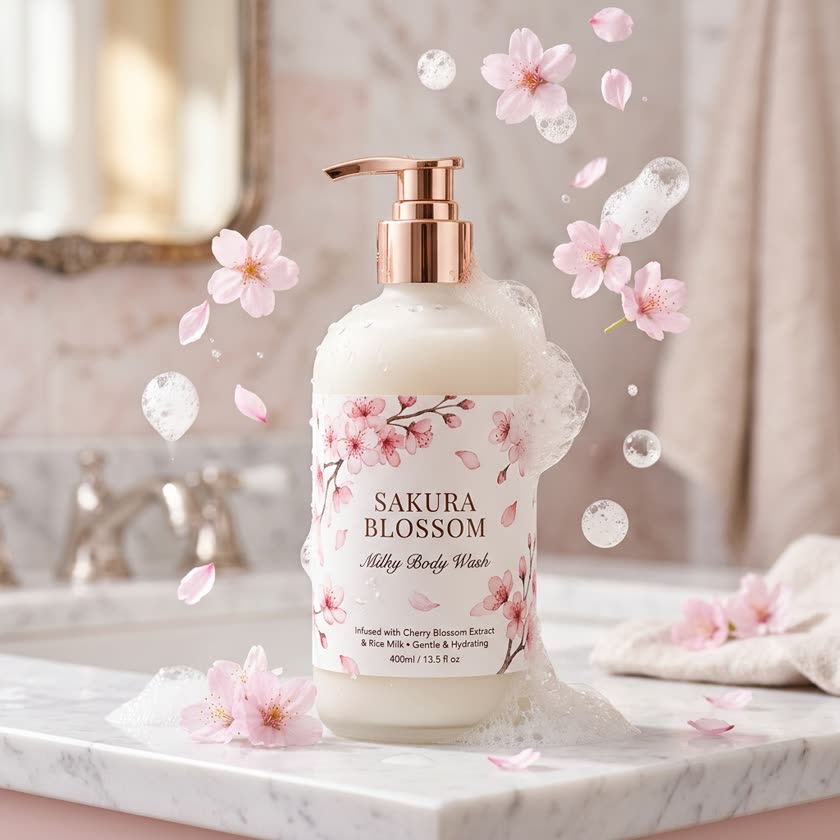 SAKURA
BLOSSOM
Milky Body Wash
Infused with Cherry Blossom Extract
& Rice Milk • Gentle & Hydrating
400ml / 13.5 fl oz